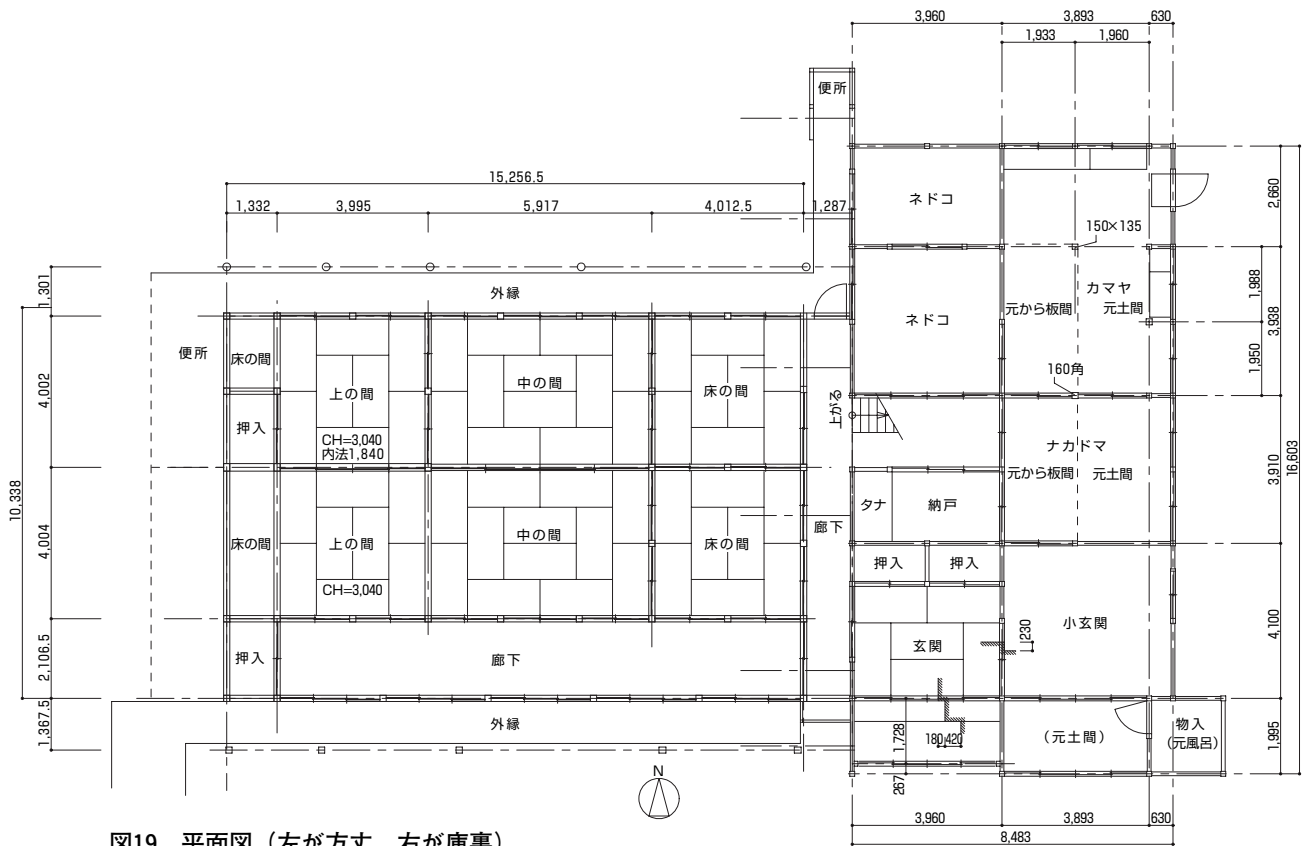 3,960 3,893 630
1,933 1,960
便所
15,256.5
1,332 3,995 5,917 4,012.5 1,287
ネドコ
150×135
2,660
1,301
外縁
カマヤ
元から板間 元土間
1,988
3,938
1,950
16,603
ネドコ
便所
床の間
上の間
中の間
床の間
4,002
160角
押入
CH=3,040
内法1,840
上がる
ナカドマ
元から板間 元土間
3,910
10,338
タナ
納戸
床の間
上の間
中の間
床の間
廊下
4,004
CH=3,040
押入
押入
小玄関
230
4,100
玄関
押入
廊下
2,106.5
外縁
1,367.5
1,728
180 420
(元土間)
物入
(元風呂)
1,995
267
N
3,960 3,893 630
8,483
図19 平面図(左が方丈、右が庫裏)